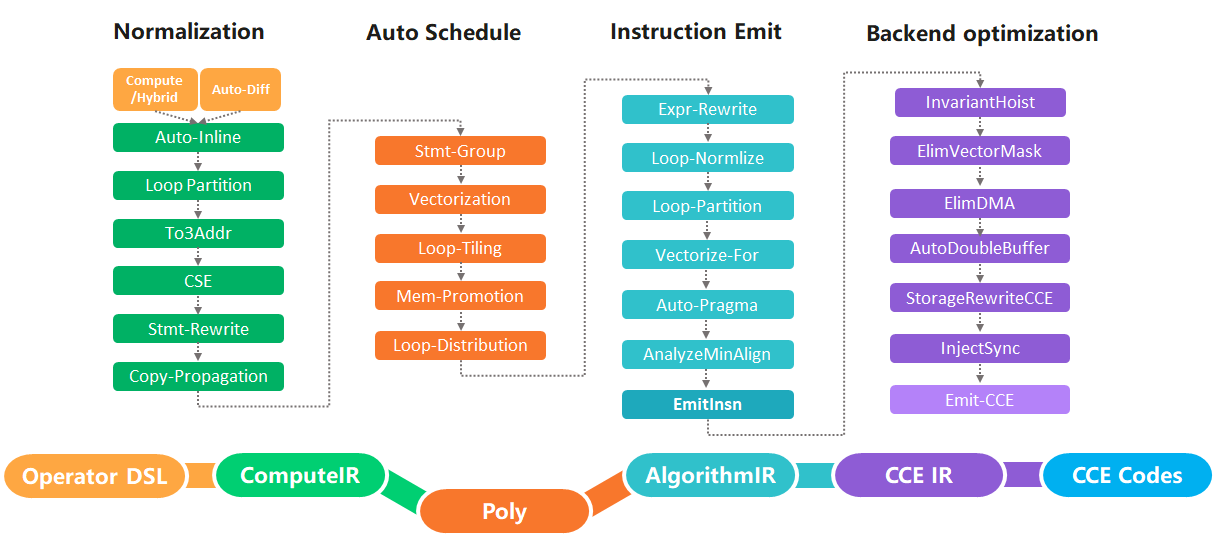 Normalization
Auto Schedule
Instruction Emit
Backend optimization
Compute
/Hybrid
Auto-Diff
Auto-Inline
Loop Partition
To3Addr
CSE
Stmt-Rewrite
Copy-Propagation
Stmt-Group
Vectorization
Loop-Tiling
Mem-Promotion
Loop-Distribution
Expr-Rewrite
Loop-Normlize
Loop-Partition
Vectorize-For
Auto-Pragma
AnalyzeMinAlign
EmitInsn
InvariantHoist
ElimVectorMask
ElimDMA
AutoDoubleBuffer
StorageRewriteCCE
InjectSync
Emit-CCE
Operator DSL
ComputeIR
Poly
AlgorithmIR
CCE IR
CCE Codes